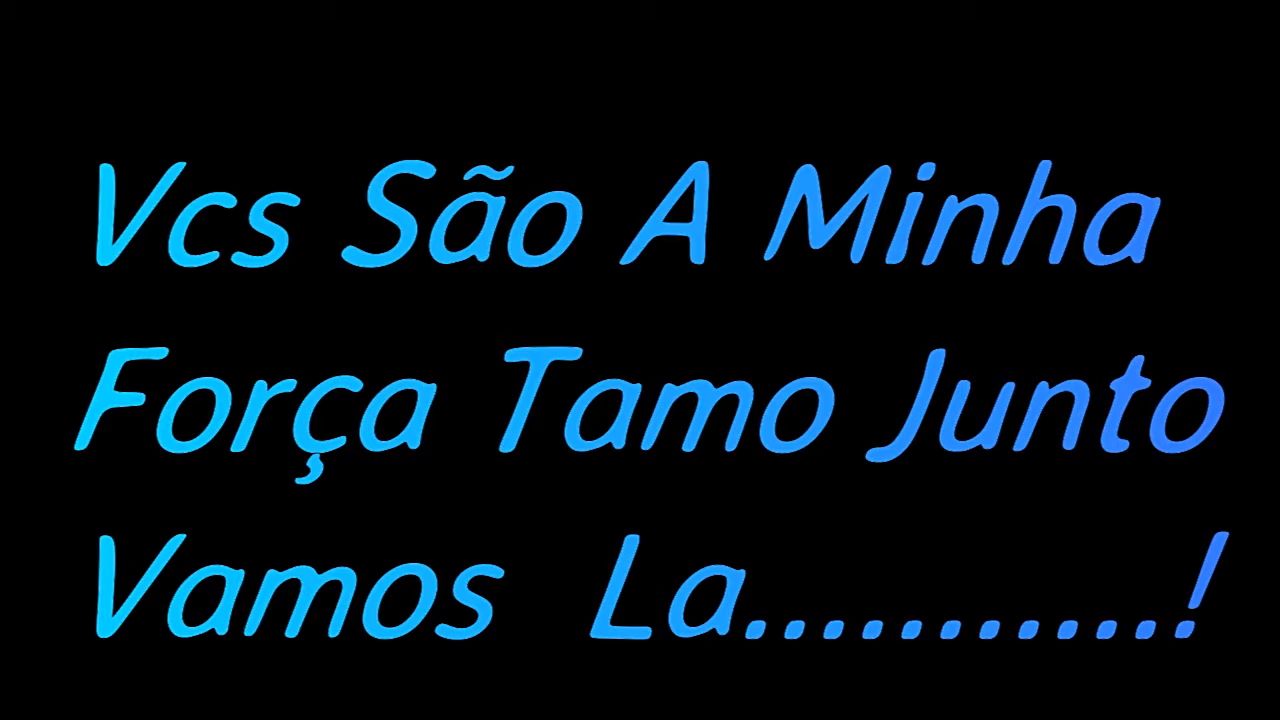 Vcs São A Minha
Força Tamo Junto
Vamos  La...........!